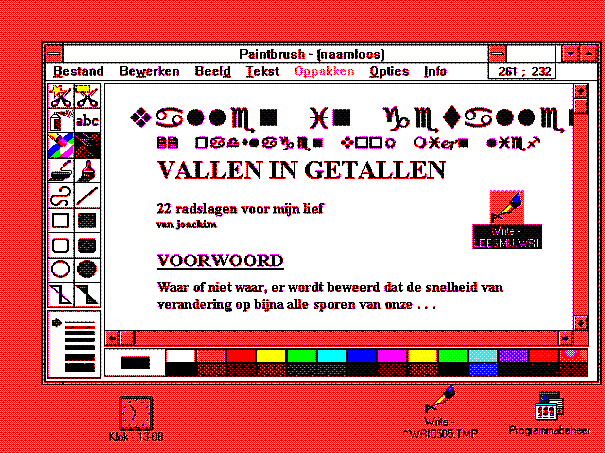 Paintbrush - (naamloos)
Bestand Bewerken Beeld Tekst Oppakken Opties Info
261 ; 232
abc
VALLEN IN GETALLEN
22 radslagen voor mijn lief
van joachim
Write -
LEESMIJ.WRI
VOORWOORD
Waar of niet waar, er wordt beweerd dat de snelheid van
verandering op bijna alle sporen van onze . . .
Klok - 13:08
Write -
Programmabeheer